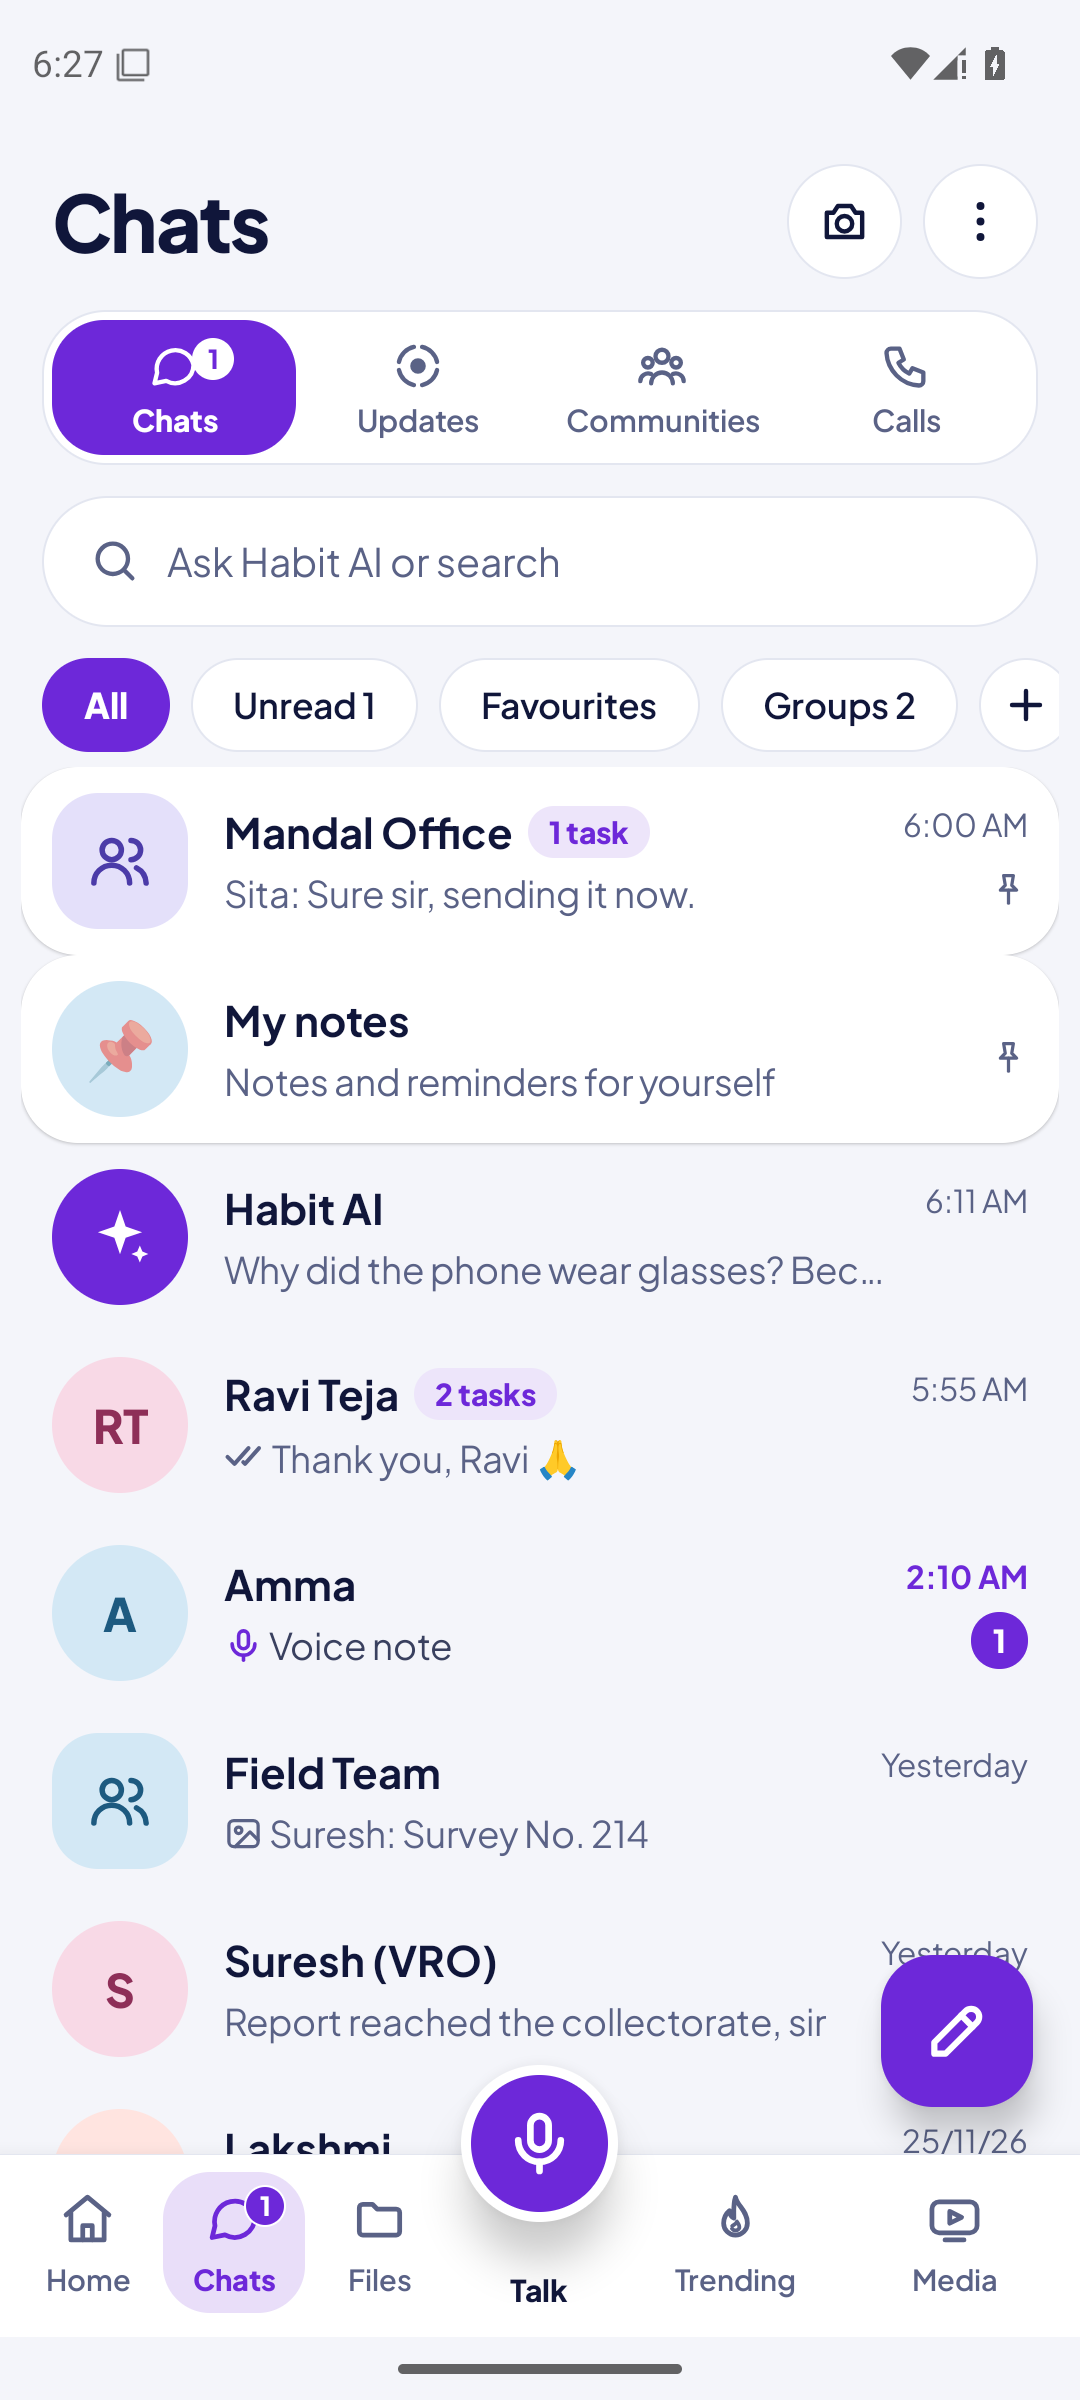 6:27
Chats
1
Chats
Updates
Communities
Calls
Ask Habit AI or search
All
Unread 1
Favourites
Groups 2
Mandal Office
1 task
6:00 AM
Sita: Sure sir, sending it now.
My notes
Notes and reminders for yourself
Habit AI
6:11 AM
Why did the phone wear glasses? Bec...
RT
Ravi Teja
2 tasks
5:55 AM
Thank you, Ravi 🙏
A
Amma
2:10 AM
Voice note
1
Field Team
Yesterday
Suresh: Survey No. 214
S
Suresh (VRO)
Yesterday
Report reached the collectorate, sir
Lakshmi
25/11/26
Home
1
Chats
Files
Talk
Trending
Media